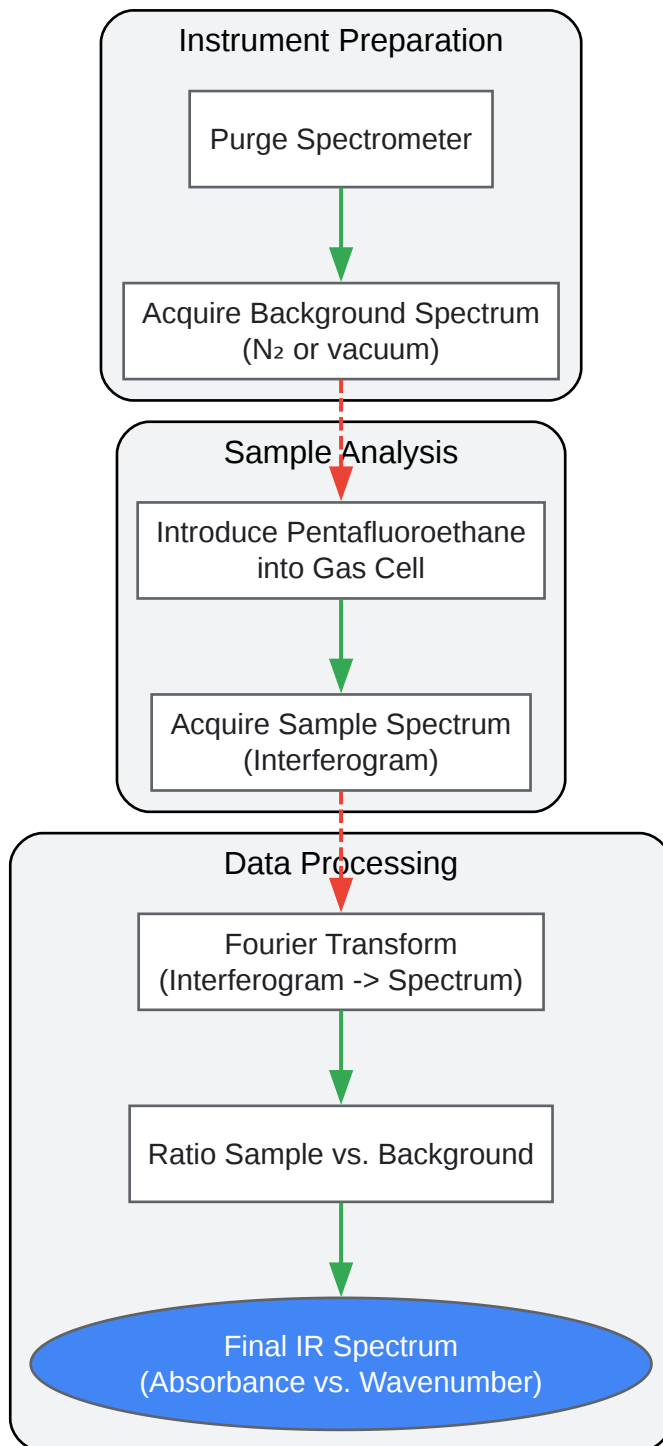 Instrument Preparation
Purge Spectrometer
Acquire Background Spectrum
(N₂ or vacuum)
Sample Analysis
Introduce Pentafluoroethane
into Gas Cell
Acquire Sample Spectrum
(Interferogram)
Data Processing
Fourier Transform
(Interferogram -> Spectrum)
Ratio Sample vs. Background
Final IR Spectrum
(Absorbance vs. Wavenumber)